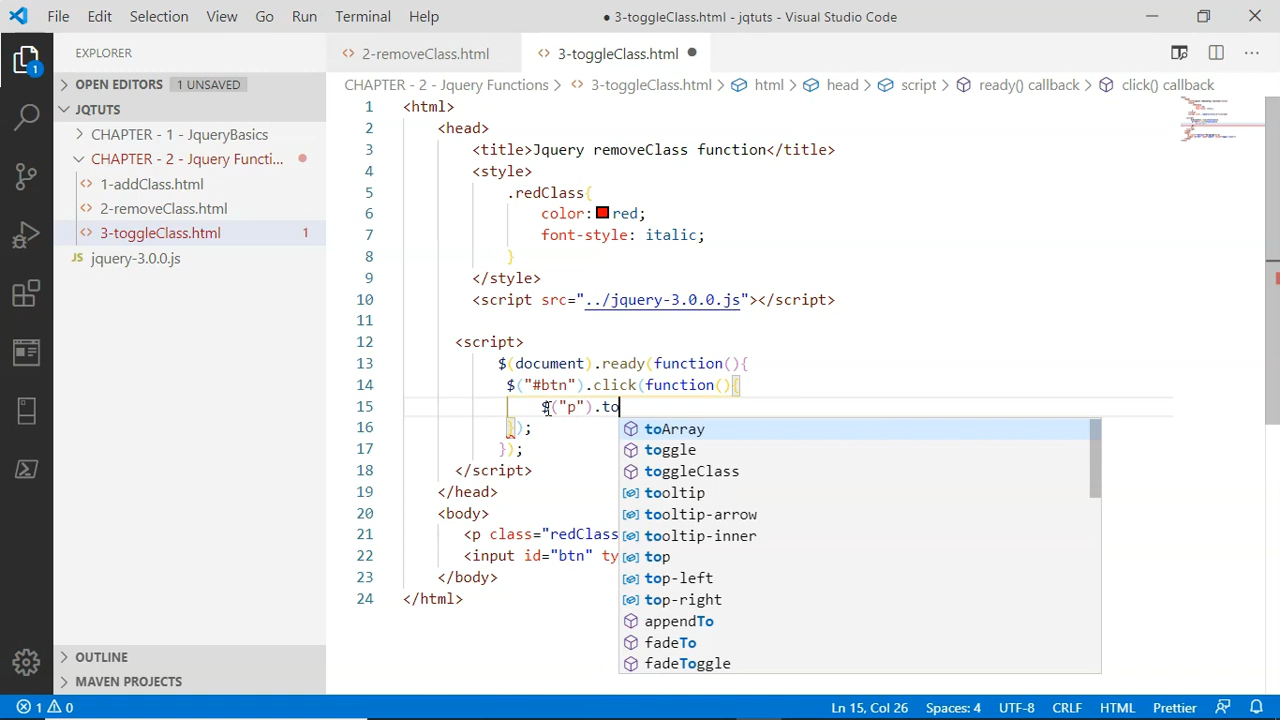 File Edit Selection View Go Run Terminal Help
● 3-toggleClass.html - jqtuts - Visual Studio Code
EXPLORER
OPEN EDITORS 1 UNSAVED
JQTUTS
CHAPTER - 1 - JqueryBasics
CHAPTER - 2 - Jquery Functi...
1-addClass.html
2-removeClass.html
3-toggleClass.html 1
JS jquery-3.0.0.js
OUTLINE
MAVEN PROJECTS
1
2-removeClass.html
3-toggleClass.html
CHAPTER - 2 - Jquery Functions > 3-toggleClass.html > html > head > script > ready() callback > click() callback
1 <html>
2 <head>
3 <title>Jquery removeClass function</title>
4 <style>
5 .redClass{
6 color: red;
7 font-style: italic;
8 }
9 </style>
10 <script src="../jquery-3.0.0.js"></script>
11
12 <script>
13 $(document).ready(function(){
14 $("#btn").click(function(){
15 $("p").to
16 });
17 });
18 </script>
19 </head>
20 <body>
21 <p class="redClass
22 <input id="btn" ty
23 </body>
24 </html>
toArray
toggle
toggleClass
tooltip
tooltip-arrow
tooltip-inner
top
top-left
top-right
appendTo
fadeTo
fadeToggle
1 0
Ln 15, Col 26 Spaces: 4 UTF-8 CRLF HTML Prettier